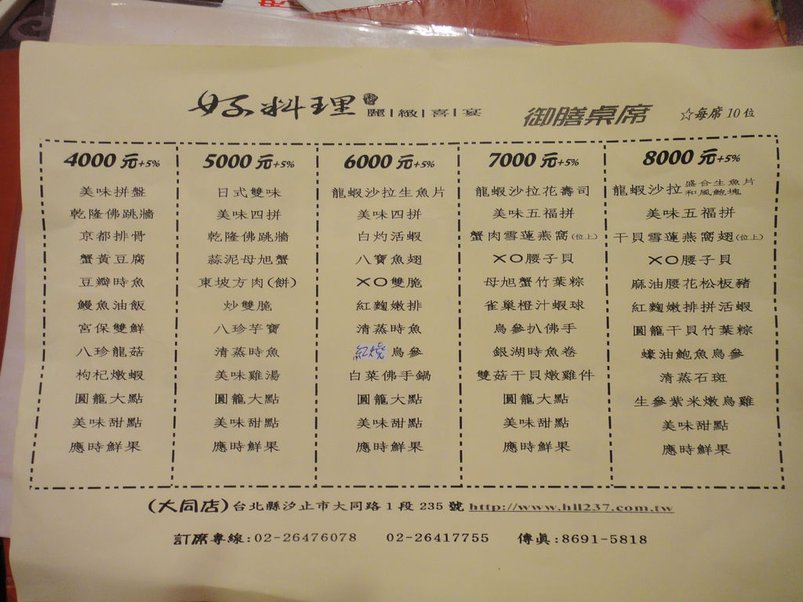 好料理 麗|緻|喜|宴 御膳桌席 ☆每席10位
4000元+5%
美味拼盤
乾隆佛跳牆
京都排骨
蟹黃豆腐
豆瓣時魚
鰻魚油飯
宮保雙鮮
八珍龍菇
枸杞燉蝦
圓籠大點
美味甜點
應時鮮果
5000元+5%
日式雙味
美味四拼
乾隆佛跳牆
蒜泥母旭蟹
東坡方肉(餅)
炒雙脆
八珍芋寶
清蒸時魚
美味雞湯
圓籠大點
美味甜點
應時鮮果
6000元+5%
龍蝦沙拉生魚片
美味四拼
白灼活蝦
八寶魚翅
XO雙脆
紅麴嫩排
清蒸時魚
紅燒烏參
白菜佛手鍋
圓籠大點
美味甜點
應時鮮果
7000元+5%
龍蝦沙拉花壽司
美味五福拼
蟹肉雪蓮燕窩(位上)
XO腰子貝
母旭蟹竹葉粽
雀巢橙汁蝦球
烏參扒佛手
銀湖時魚卷
雙菇干貝燉雞件
圓籠大點
美味甜點
應時鮮果
8000元+5%
龍蝦沙拉盛合生魚片和風鮑塊
美味五福拼
干貝雪蓮燕窩翅(位上)
XO腰子貝
麻油腰花松板豬
紅麴嫩排拼活蝦
圓籠干貝竹葉粽
蠔油鮑魚烏參
清蒸石斑
生參紫米燉烏雞
美味甜點
應時鮮果
(大同店)台北縣汐止市大同路1段235號 http://www.hll237.com.tw
訂席專線:02-26476078 02-26417755 傳真:8691-5818